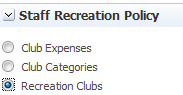 Staff Recreation Policy
Club Expenses
Club Categories
Recreation Clubs